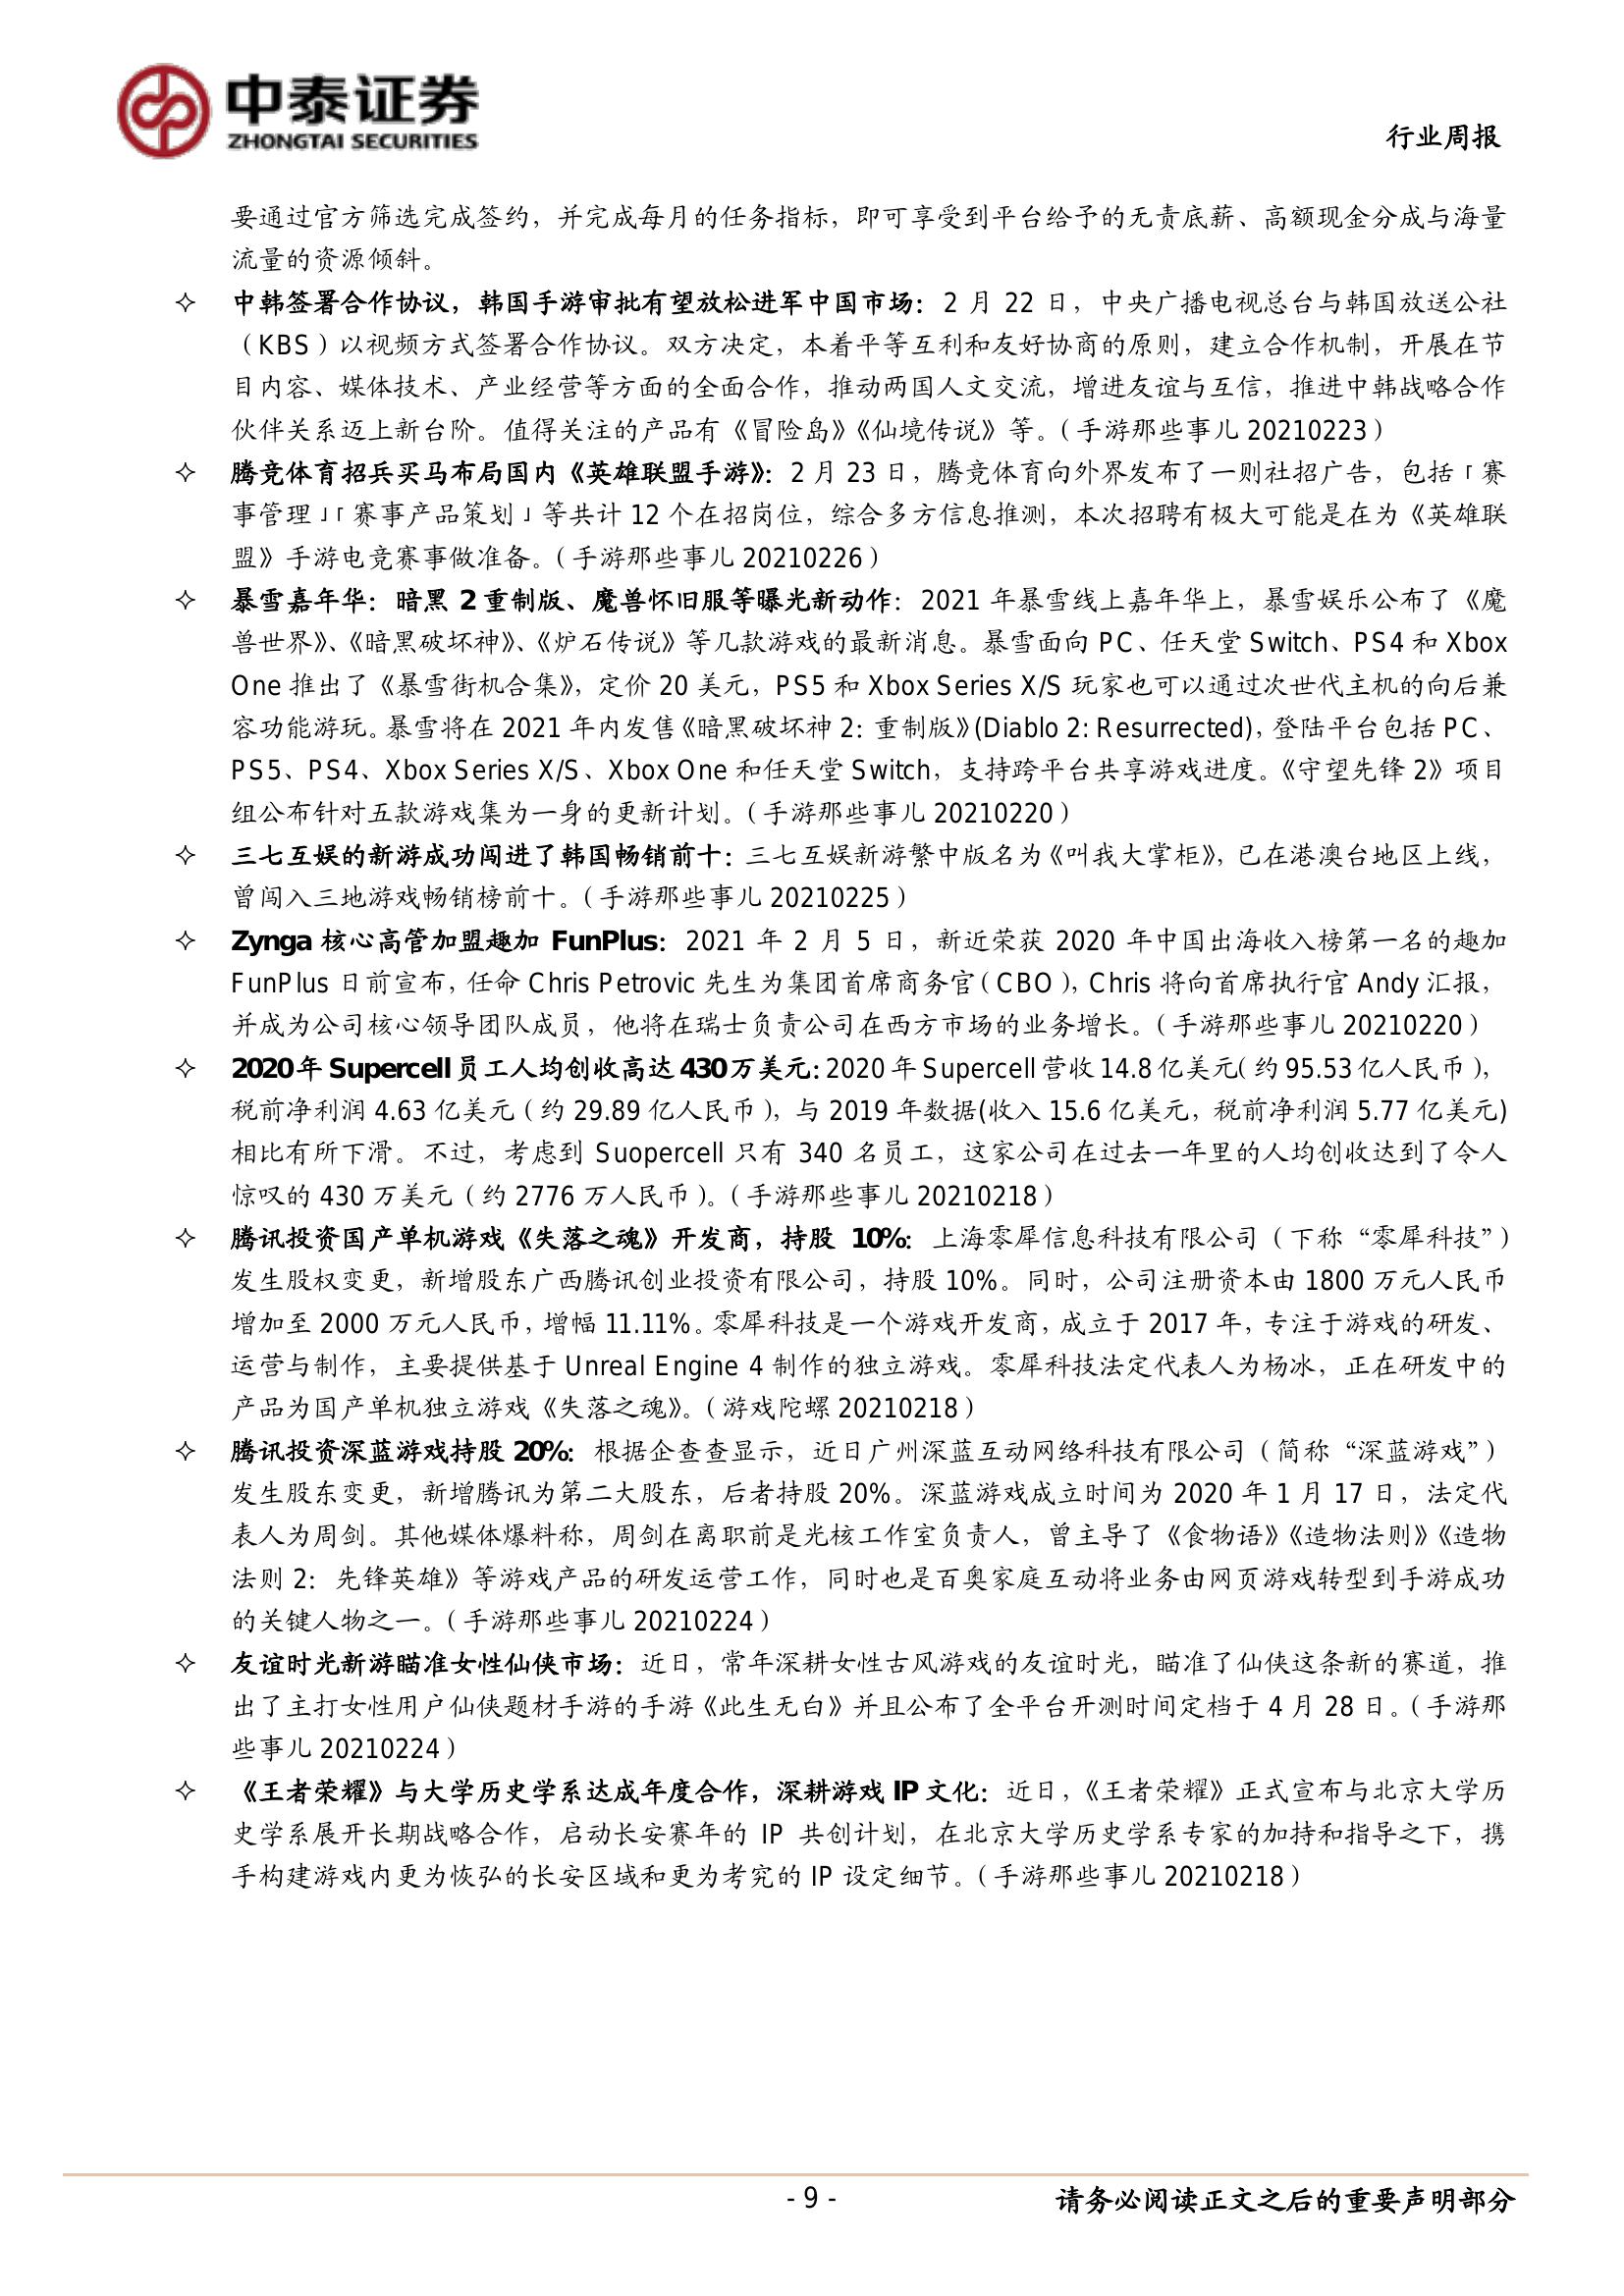 中泰证券
ZHONGTAI SECURITIES
行业周报
要通过官方筛选完成签约，并完成每月的任务指标，即可享受到平台给予的无责底薪、高额现金分成与海量
流量的资源倾斜。
✧ 中韩签署合作协议，韩国手游审批有望放松进军中国市场：2 月 22 日，中央广播电视总台与韩国放送公社
（KBS）以视频方式签署合作协议。双方决定，本着平等互利和友好协商的原则，建立合作机制，开展在节
目内容、媒体技术、产业经营等方面的全面合作，推动两国人文交流，增进友谊与互信，推进中韩战略合作
伙伴关系迈上新台阶。值得关注的产品有《冒险岛》《仙境传说》等。（手游那些事儿 20210223）
✧ 腾竞体育招兵买马布局国内《英雄联盟手游》：2 月 23 日，腾竞体育向外界发布了一则社招广告，包括「赛
事管理」「赛事产品策划」等共计 12 个在招岗位，综合多方信息推测，本次招聘有极大可能是在为《英雄联
盟》手游电竞赛事做准备。（手游那些事儿 20210226）
✧ 暴雪嘉年华：暗黑 2 重制版、魔兽怀旧服等曝光新动作：2021 年暴雪线上嘉年华上，暴雪娱乐公布了《魔
兽世界》、《暗黑破坏神》、《炉石传说》等几款游戏的最新消息。暴雪面向 PC、任天堂 Switch、PS4 和 Xbox
One 推出了《暴雪街机合集》，定价 20 美元，PS5 和 Xbox Series X/S 玩家也可以通过次世代主机的向后兼
容功能游玩。暴雪将在 2021 年内发售《暗黑破坏神 2：重制版》(Diablo 2: Resurrected)，登陆平台包括 PC、
PS5、PS4、Xbox Series X/S、Xbox One 和任天堂 Switch，支持跨平台共享游戏进度。《守望先锋 2》项目
组公布针对五款游戏集为一身的更新计划。（手游那些事儿 20210220）
✧ 三七互娱的新游成功闯进了韩国畅销前十：三七互娱新游繁中版名为《叫我大掌柜》，已在港澳台地区上线，
曾闯入三地游戏畅销榜前十。（手游那些事儿 20210225）
✧ Zynga 核心高管加盟趣加 FunPlus：2021 年 2 月 5 日，新近荣获 2020 年中国出海收入榜第一名的趣加
FunPlus 日前宣布，任命 Chris Petrovic 先生为集团首席商务官（CBO），Chris 将向首席执行官 Andy 汇报，
并成为公司核心领导团队成员，他将在瑞士负责公司在西方市场的业务增长。（手游那些事儿 20210220）
✧ 2020 年 Supercell 员工人均创收高达 430 万美元：2020 年 Supercell 营收 14.8 亿美元（约 95.53 亿人民币），
税前净利润 4.63 亿美元（约 29.89 亿人民币），与 2019 年数据(收入 15.6 亿美元，税前净利润 5.77 亿美元)
相比有所下滑。不过，考虑到 Suopercell 只有 340 名员工，这家公司在过去一年里的人均创收达到了令人
惊叹的 430 万美元（约 2776 万人民币）。（手游那些事儿 20210218）
✧ 腾讯投资国产单机游戏《失落之魂》开发商，持股 10%：上海零犀信息科技有限公司（下称“零犀科技”）
发生股权变更，新增股东广西腾讯创业投资有限公司，持股 10%。同时，公司注册资本由 1800 万元人民币
增加至 2000 万元人民币，增幅 11.11%。零犀科技是一个游戏开发商，成立于 2017 年，专注于游戏的研发、
运营与制作，主要提供基于 Unreal Engine 4 制作的独立游戏。零犀科技法定代表人为杨冰，正在研发中的
产品为国产单机独立游戏《失落之魂》。（游戏陀螺 20210218）
✧ 腾讯投资深蓝游戏持股 20%：根据企查查显示，近日广州深蓝互动网络科技有限公司（简称“深蓝游戏”）
发生股东变更，新增腾讯为第二大股东，后者持股 20%。深蓝游戏成立时间为 2020 年 1 月 17 日，法定代
表人为周剑。其他媒体爆料称，周剑在离职前是光核工作室负责人，曾主导了《食物语》《造物法则》《造物
法则 2：先锋英雄》等游戏产品的研发运营工作，同时也是百奥家庭互动将业务由网页游戏转型到手游成功
的关键人物之一。（手游那些事儿 20210224）
✧ 友谊时光新游瞄准女性仙侠市场：近日，常年深耕女性古风游戏的友谊时光，瞄准了仙侠这条新的赛道，推
出了主打女性用户仙侠题材手游的手游《此生无白》并且公布了全平台开测时间定档于 4 月 28 日。（手游那
些事儿 20210224）
✧ 《王者荣耀》与大学历史学系达成年度合作，深耕游戏 IP 文化：近日，《王者荣耀》正式宣布与北京大学历
史学系展开长期战略合作，启动长安赛年的 IP 共创计划，在北京大学历史学系专家的加持和指导之下，携
手构建游戏内更为恢弘的长安区域和更为考究的 IP 设定细节。（手游那些事儿 20210218）
- 9 -
请务必阅读正文之后的重要声明部分